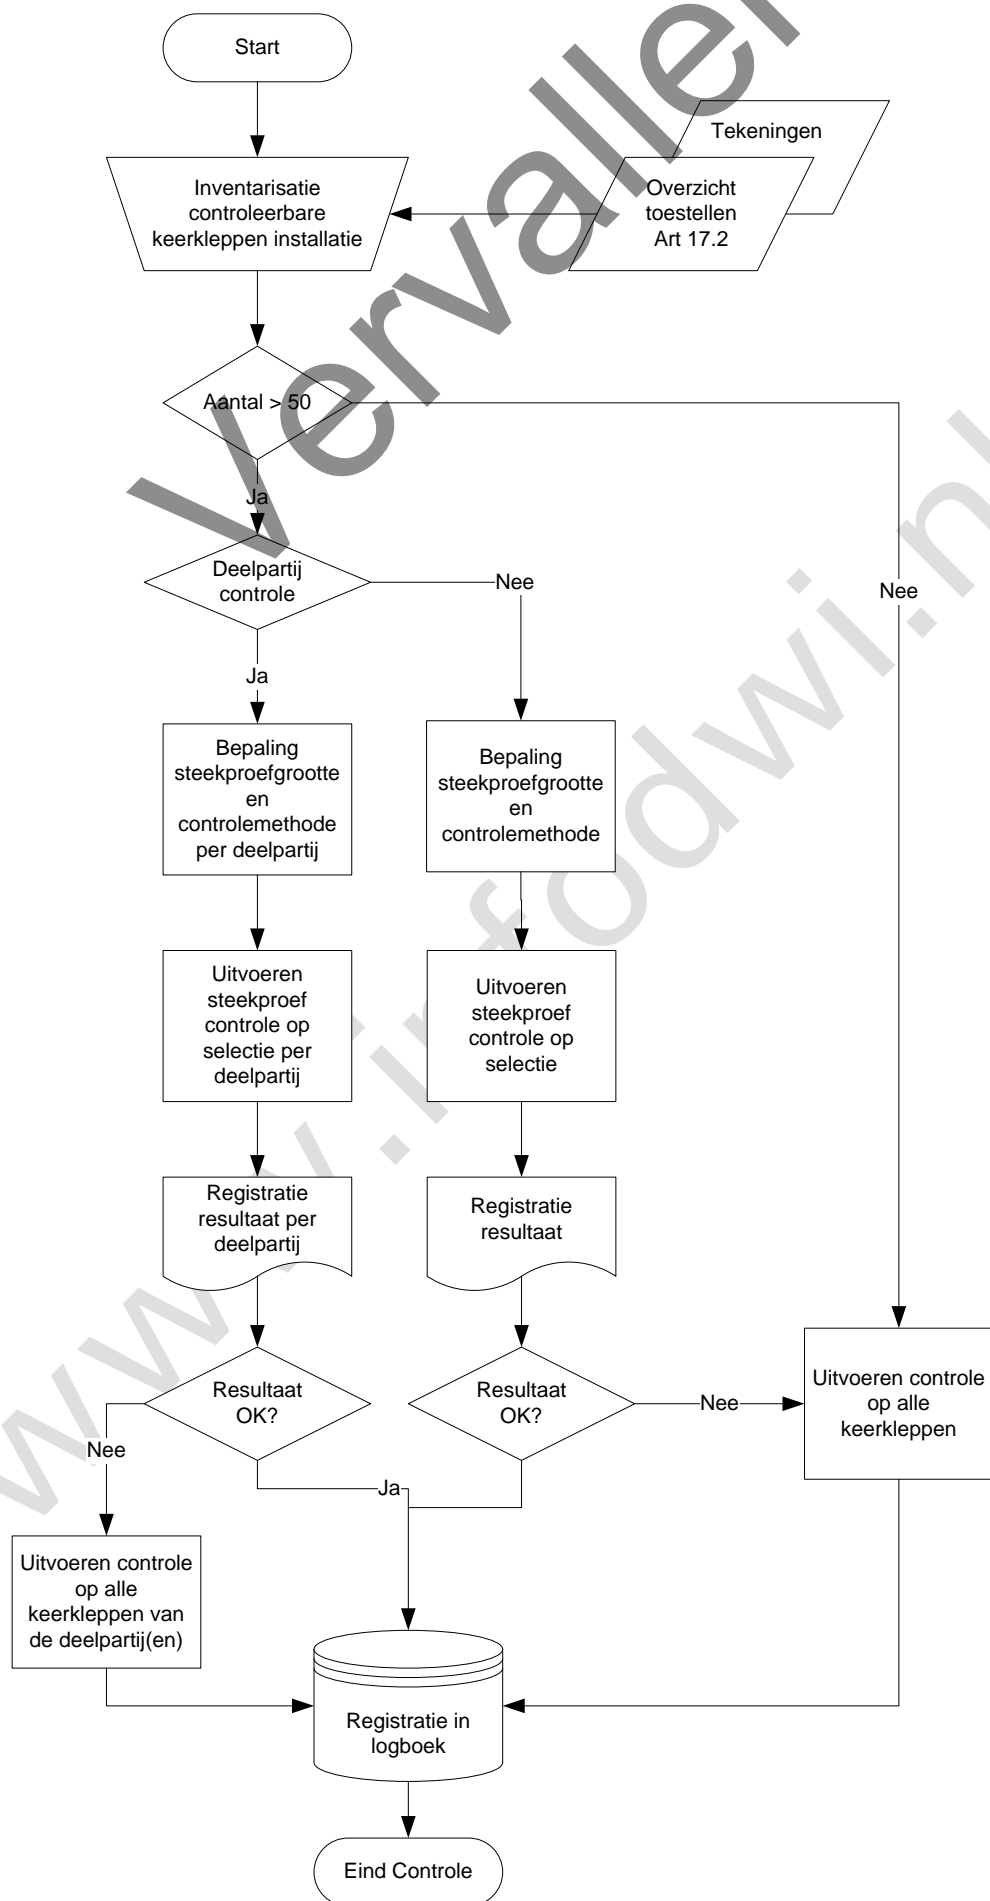 Start
Tekeningen
Inventarisatie
controleerbare
keerkleppen installatie
Overzicht
toestellen
Art 17.2
Aantal > 50
Ja
Nee
Deelpartij
controle
Nee
Ja
Bepaling
steekproefgrootte
en
controlemethode
per deelpartij
Bepaling
steekproefgrootte
en
controlemethode
Uitvoeren
steekproef
controle op
selectie per
deelpartij
Uitvoeren
steekproef
controle op
selectie
Registratie
resultaat per
deelpartij
Registratie
resultaat
Resultaat
OK?
Nee
Resultaat
OK?
Nee
Uitvoeren controle
op alle
keerkleppen
Ja
Uitvoeren controle
op alle
keerkleppen van
de deelpartij(en)
Registratie in
logboek
Eind Controle
Vervallen
www.infodwi.nl